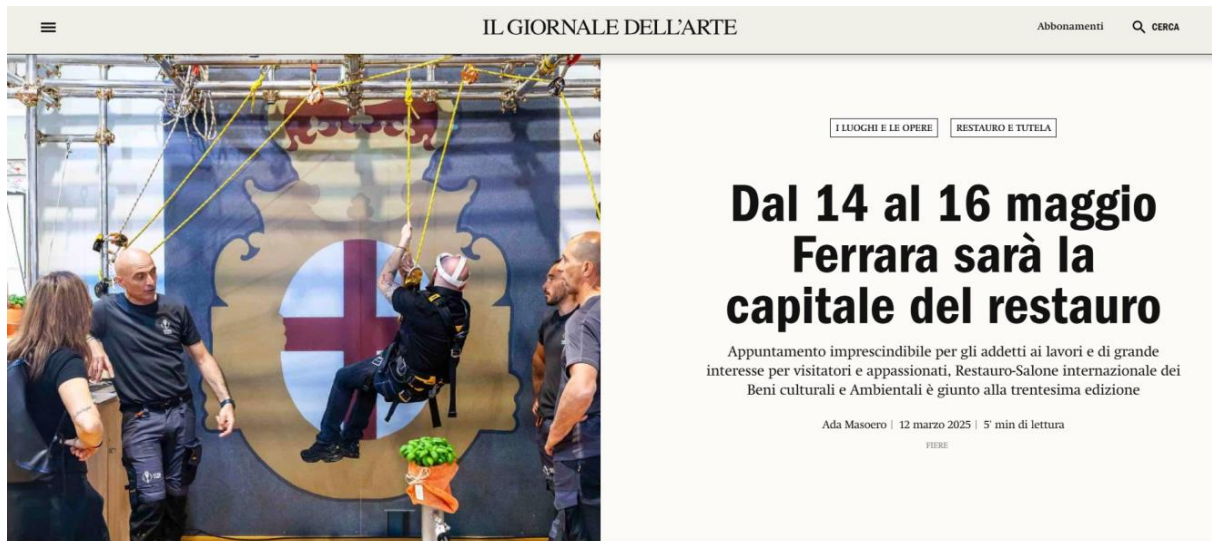 IL GIORNALE DELL'ARTE
Abbonamenti
CERCA
I LUOGHI E LE OPERE
RESTAURO E TUTELA
Dal 14 al 16 maggio
Ferrara sarà la
capitale del restauro
Appuntamento imprescindibile per gli addetti ai lavori e di grande
interesse per visitatori e appassionati, Restauro-Salone internazionale dei
Beni culturali e Ambientali è giunto alla trentesima edizione
Ada Masoero | 12 marzo 2025 | 5' min di lettura
FIERE